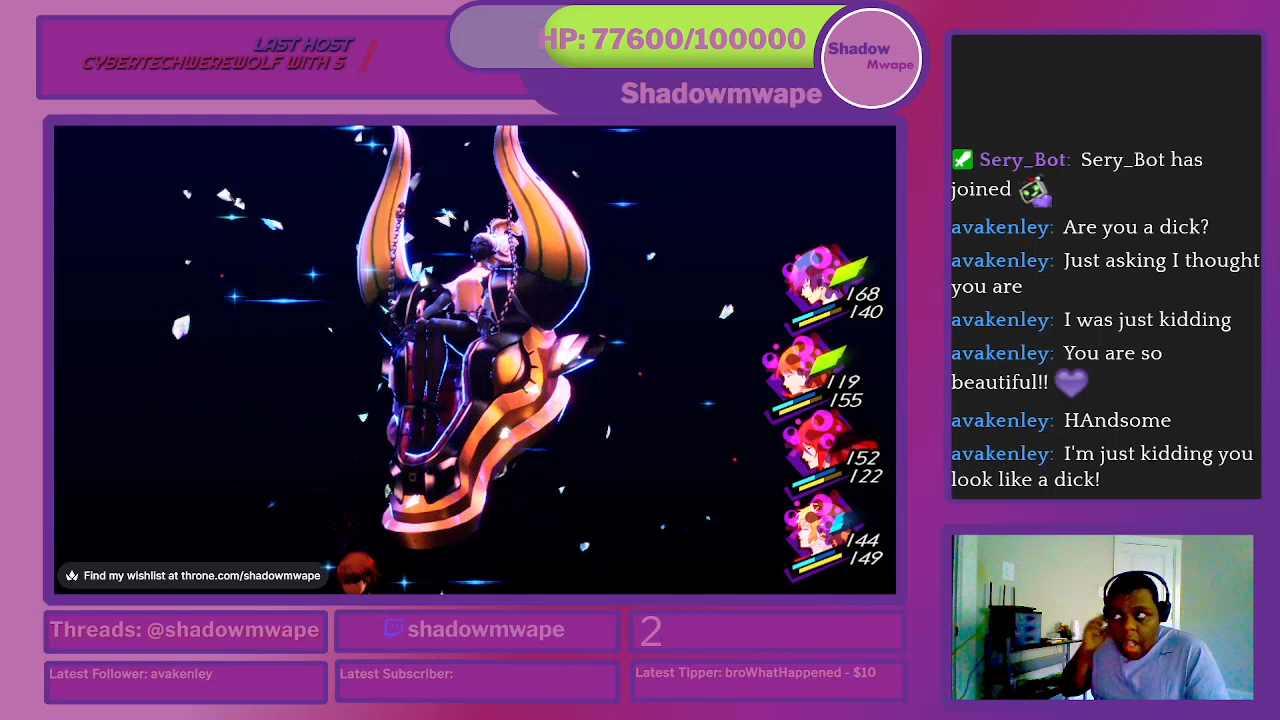 LAST HOST
CYBERTECHWEREWOLF WITH 5
HP: 77600/100000
Shadow
Mwape
Shadowmwape
168
140
119
155
152
122
144
149
Find my wishlist at throne.com/shadowmwape
Threads: @shadowmwape
shadowmwape
2
Latest Follower: avakenley
Latest Subscriber:
Latest Tipper: broWhatHappened - $10
Sery_Bot: Sery_Bot has
joined
avakenley: Are you a dick?
avakenley: Just asking I thought
you are
avakenley: I was just kidding
avakenley: You are so
beautiful!!
avakenley: HAndsome
avakenley: I'm just kidding you
look like a dick!